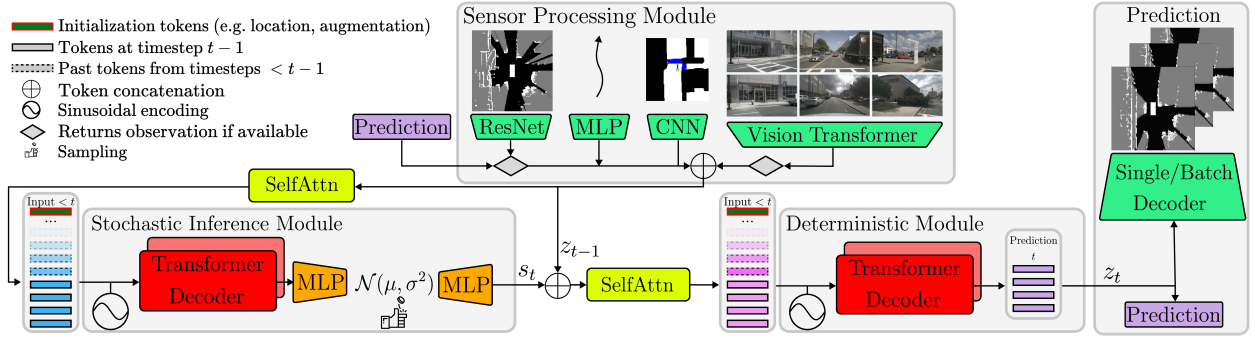 Initialization tokens (e.g. location, augmentation)
Tokens at timestep t − 1
Past tokens from timesteps < t − 1
Token concatenation
Sinusoidal encoding
Returns observation if available
Sampling
Sensor Processing Module
Prediction
ResNet
MLP
CNN
Vision Transformer
SelfAttn
Input < t
...
Stochastic Inference Module
Transformer
Decoder
MLP
𝒩(μ, σ²)
MLP
s_t
z_{t−1}
SelfAttn
Input < t
...
Deterministic Module
Transformer
Decoder
Prediction
t
z_t
Prediction
Single/Batch
Decoder
Prediction